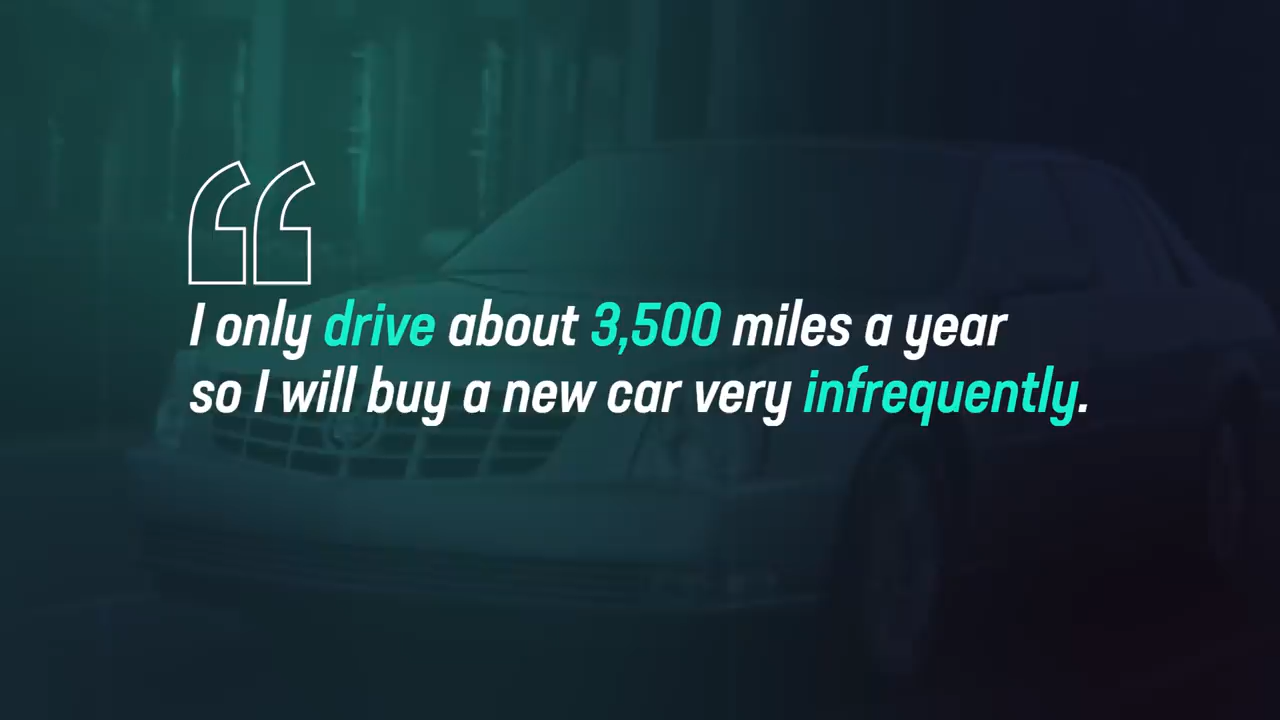 I only drive about 3,500 miles a year
so I will buy a new car very infrequently.